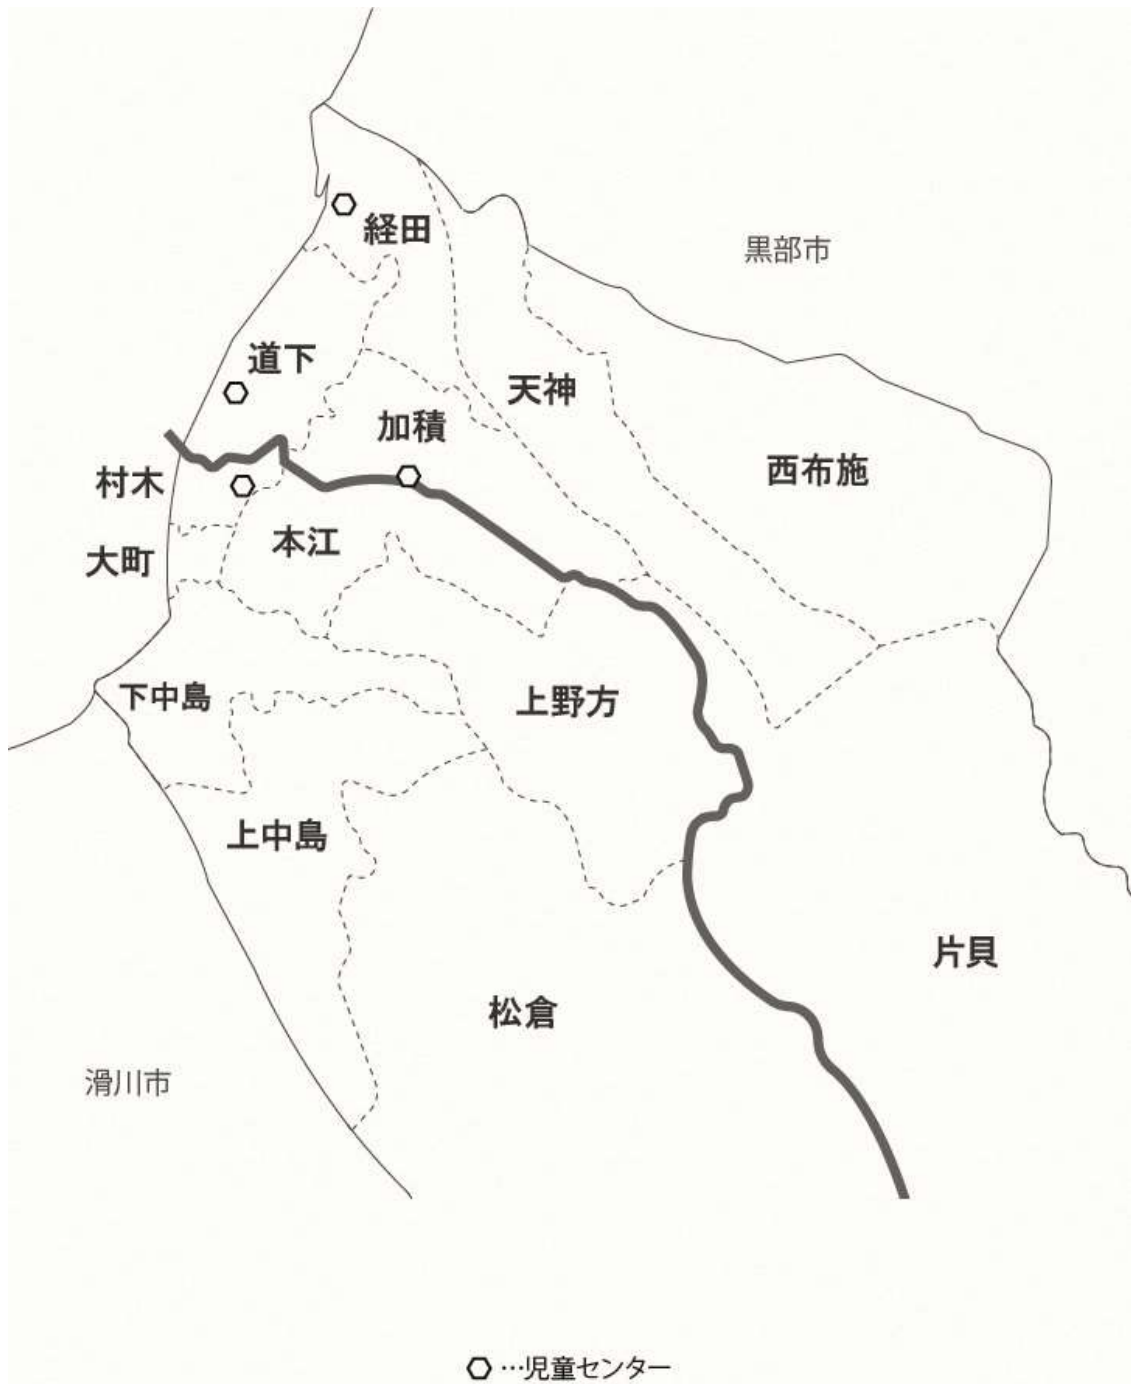 経田
黒部市
道下
天神
加積
西布施
村木
本江
大町
下中島
上野方
上中島
片貝
松倉
滑川市
…児童センター